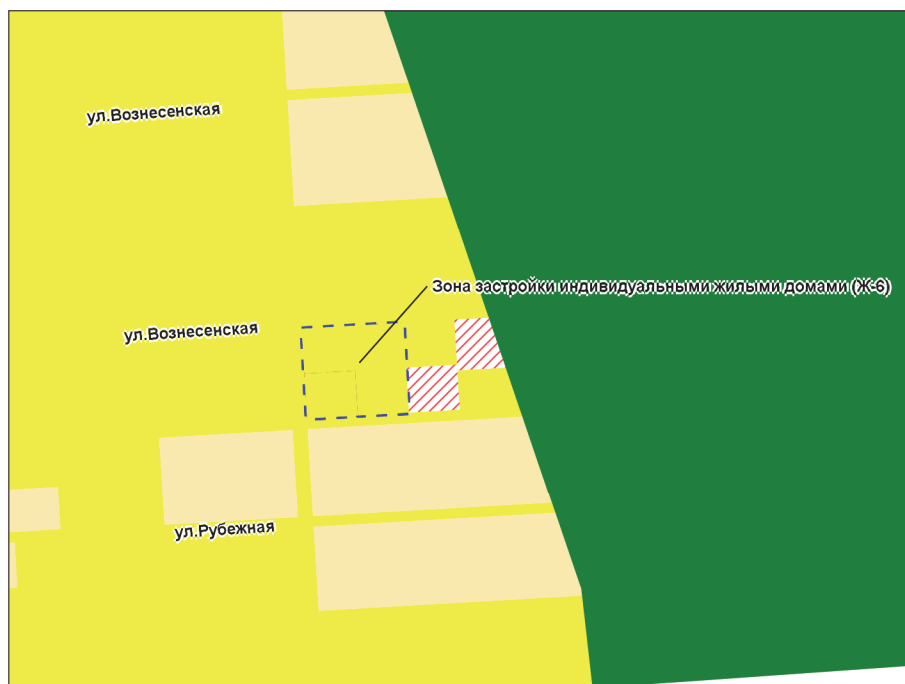 ул.Вознесенская
Зона застройки индивидуальными жилыми домами (Ж-6)
ул.Вознесенская
ул.Рубежная